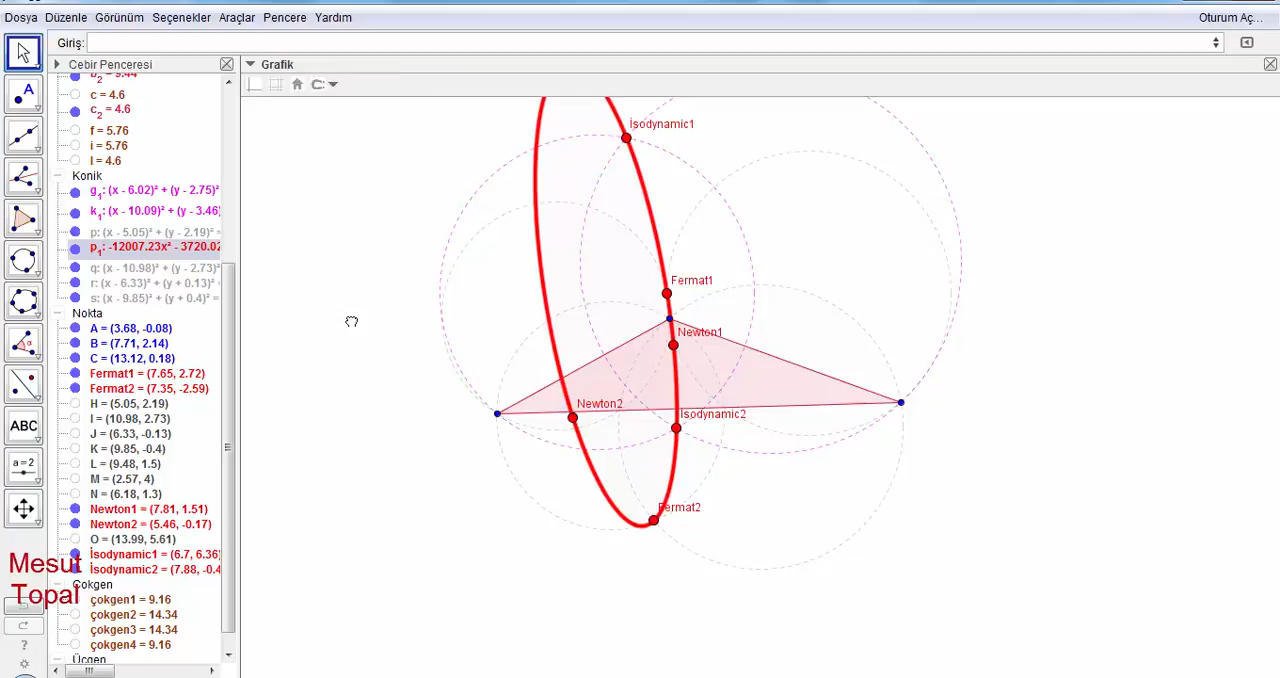 Dosya Düzenle Görünüm Seçenekler Araçlar Pencere Yardım Oturum Aç...
Giriş:
Cebir Penceresi
Grafik
b₂ = 9.44
c = 4.6
c₂ = 4.6
f = 5.76
i = 5.76
l = 4.6
Konik
g₁: (x - 6.02)² + (y - 2.75)²
k₁: (x - 10.09)² + (y - 3.46)
p: (x - 5.05)² + (y - 2.19)² =
p₁: -12007.23x² - 3720.02
q: (x - 10.98)² + (y - 2.73)²
r: (x - 6.33)² + (y + 0.13)² =
s: (x - 9.85)² + (y + 0.4)² =
Nokta
A = (3.68, -0.08)
B = (7.71, 2.14)
C = (13.12, 0.18)
Fermat1 = (7.65, 2.72)
Fermat2 = (7.35, -2.59)
H = (5.05, 2.19)
I = (10.98, 2.73)
J = (6.33, -0.13)
K = (9.85, -0.4)
L = (9.48, 1.5)
M = (2.57, 4)
N = (6.18, 1.3)
Newton1 = (7.81, 1.51)
Newton2 = (5.46, -0.17)
O = (13.99, 5.61)
İsodynamic1 = (6.7, 6.36)
İsodynamic2 = (7.88, -0.4
Çokgen
çokgen1 = 9.16
çokgen2 = 14.34
çokgen3 = 14.34
çokgen4 = 9.16
Üçgen
A
α
ABC
a=2
Mesut
Topal
?
İsodynamic1
Fermat1
Newton1
Newton2
İsodynamic2
Fermat2